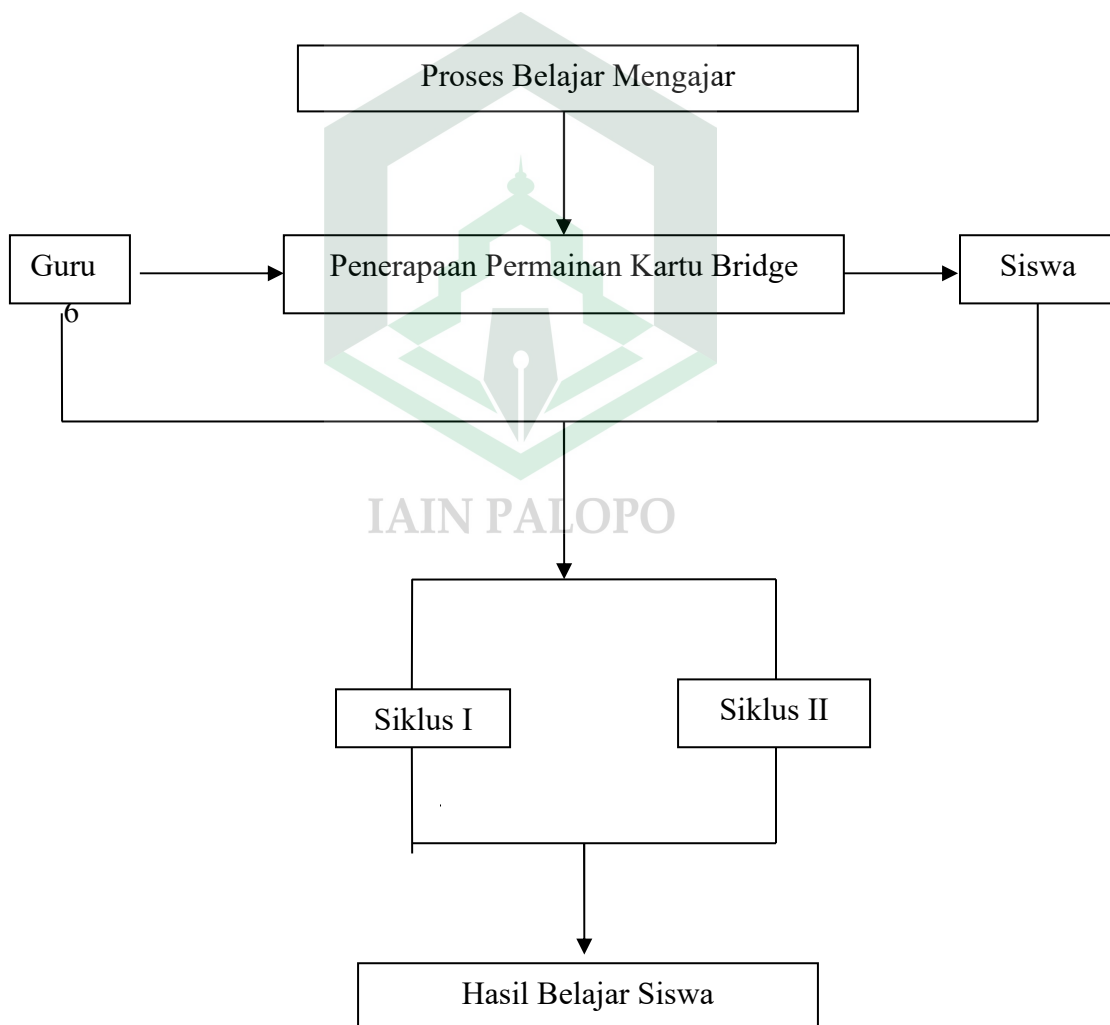 Proses Belajar Mengajar
Guru
Penerapaan Permainan Kartu Bridge
Siswa
6
IAIN PALOPO
Siklus I
Siklus II
Hasil Belajar Siswa